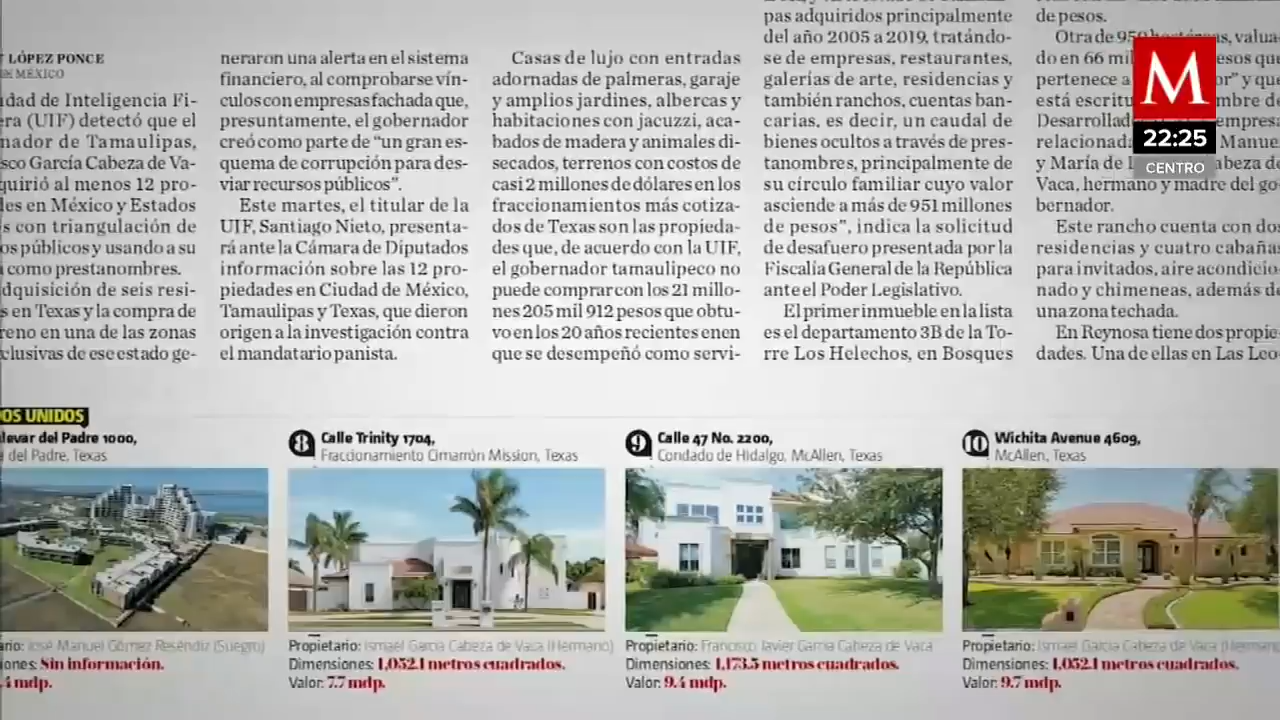 LÓPEZ PONCE
MÉXICO
dad de Inteligencia Fi-
era (UIF) detectó que el
nador de Tamaulipas,
sco García Cabeza de Va-
quirió al menos 12 pro-
des en México y Estados
s con triangulación de
os públicos y usando a su
como prestanombres.
dquisición de seis resi-
s en Texas y la compra de
reno en una de las zonas
clusivas de ese estado ge-
neraron una alerta en el sistema
financiero, al comprobarse vín-
culos con empresas fachada que,
presuntamente, el gobernador
creó como parte de “un gran es-
quema de corrupción para des-
viar recursos públicos”.
Este martes, el titular de la
UIF, Santiago Nieto, presenta-
rá ante la Cámara de Diputados
información sobre las 12 pro-
piedades en Ciudad de México,
Tamaulipas y Texas, que dieron
origen a la investigación contra
el mandatario panista.
Casas de lujo con entradas
adornadas de palmeras, garaje
y amplios jardines, albercas y
habitaciones con jacuzzi, aca-
bados de madera y animales di-
secados, terrenos con costos de
casi 2 millones de dólares en los
fraccionamientos más cotiza-
dos de Texas son las propieda-
des que, de acuerdo con la UIF,
el gobernador tamaulipeco no
puede comprar con los 21 millo-
nes 205 mil 912 pesos que obtu-
vo en los 20 años recientes en en
que se desempeñó como servi-
pas adquiridos principalmente
del año 2005 a 2019, tratándo-
se de empresas, restaurantes,
galerías de arte, residencias y
también ranchos, cuentas ban-
carias, es decir, un caudal de
bienes ocultos a través de pres-
tanombres, principalmente de
su círculo familiar cuyo valor
asciende a más de 951 millones
de pesos”, indica la solicitud
de desafuero presentada por la
Fiscalía General de la República
ante el Poder Legislativo.
El primer inmueble en la lista
es el departamento 3B de la To-
rre Los Helechos, en Bosques
de pesos.
Otra de 950 hectáreas, valua-
do en 66 mil esos que
pertenece a or” y que
está escritu mbre de
Desarrollado empresa
relacionad Manue
y María de l abeza de
Vaca, hermano y madre del go-
bernador.
Este rancho cuenta con dos
residencias y cuatro cabañas
para invitados, aire acondicio-
nado y chimeneas, además de
una zona techada.
En Reynosa tiene dos propie-
dades. Una de ellas en Las Leo-
M
22:25
CENTRO
OS UNIDOS
levar del Padre 1000,
a del Padre, Texas
ario: José Manuel Gómez Reséndiz (Suegro)
iones: Sin información.
.4 mdp.
8 Calle Trinity 1704,
Fraccionamiento Cimarrón Mission, Texas
Propietario: Ismael García Cabeza de Vaca (Hermano)
Dimensiones: 1,052.1 metros cuadrados.
Valor: 7.7 mdp.
9 Calle 47 No. 2200,
Condado de Hidalgo, McAllen, Texas
Propietario: Francisco Javier García Cabeza de Vaca
Dimensiones: 1,173.5 metros cuadrados.
Valor: 9.4 mdp.
10 Wichita Avenue 4609,
McAllen, Texas
Propietario: Ismael García Cabeza de Vaca (Hermano
Dimensiones: 1,052.1 metros cuadrados.
Valor: 9.7 mdp.